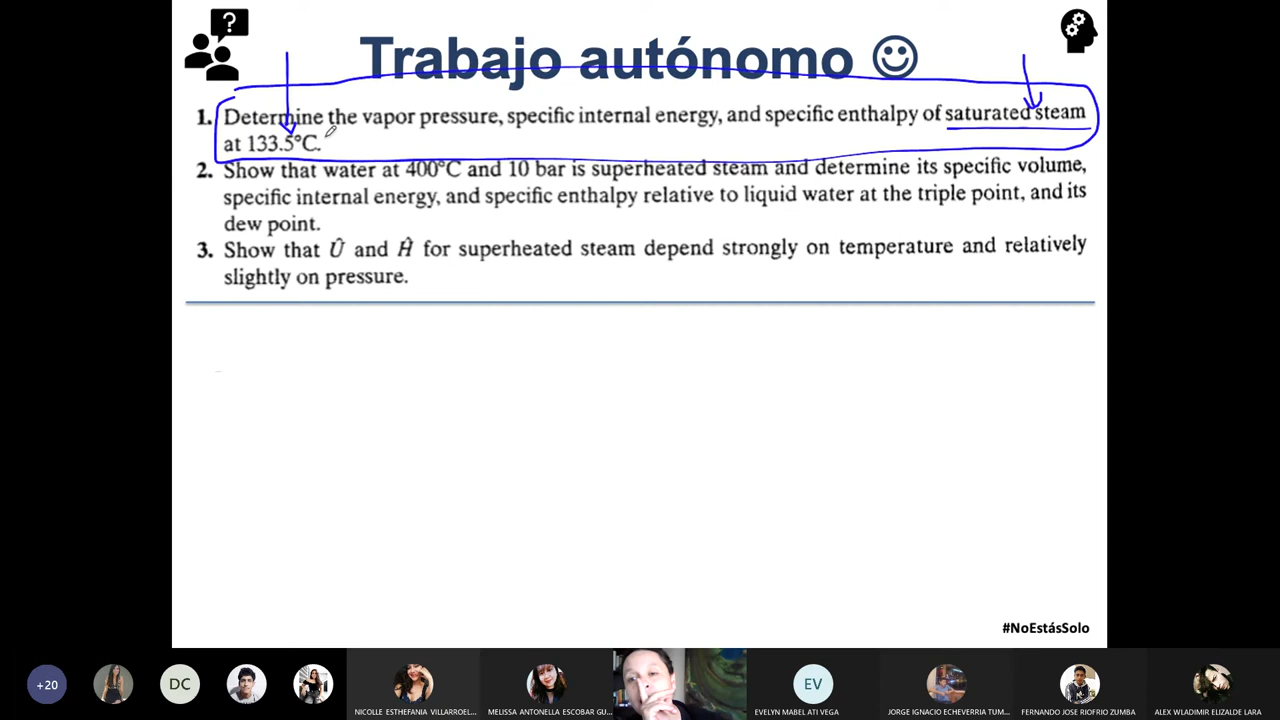 ?
Trabajo autónomo ☺
1. Determine the vapor pressure, specific internal energy, and specific enthalpy of saturated steam
at 133.5°C.
2. Show that water at 400°C and 10 bar is superheated steam and determine its specific volume,
specific internal energy, and specific enthalpy relative to liquid water at the triple point, and its
dew point.
3. Show that Û and Ĥ for superheated steam depend strongly on temperature and relatively
slightly on pressure.
#NoEstásSolo
+20
DC
EV
NICOLLE ESTHEFANIA VILLARROEL...
MELISSA ANTONELLA ESCOBAR GU...
EVELYN MABEL ATI VEGA
JORGE IGNACIO ECHEVERRIA TUM...
FERNANDO JOSE RIOFRIO ZUMBA
ALEX WLADIMIR ELIZALDE LARA